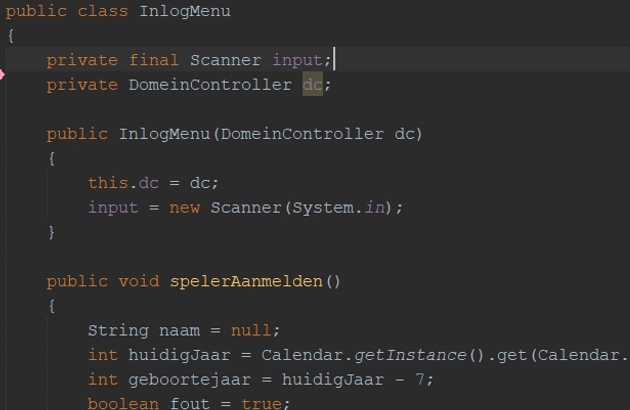 public class InlogMenu
{
private final Scanner input;
private DomeinController dc;
public InlogMenu(DomeinController dc)
{
this.dc = dc;
input = new Scanner(System.in);
}
public void spelerAanmelden()
{
String naam = null;
int huidigJaar = Calendar.getInstance().get(Calendar.
int geboortejaar = huidigJaar - 7;
boolean fout = true;